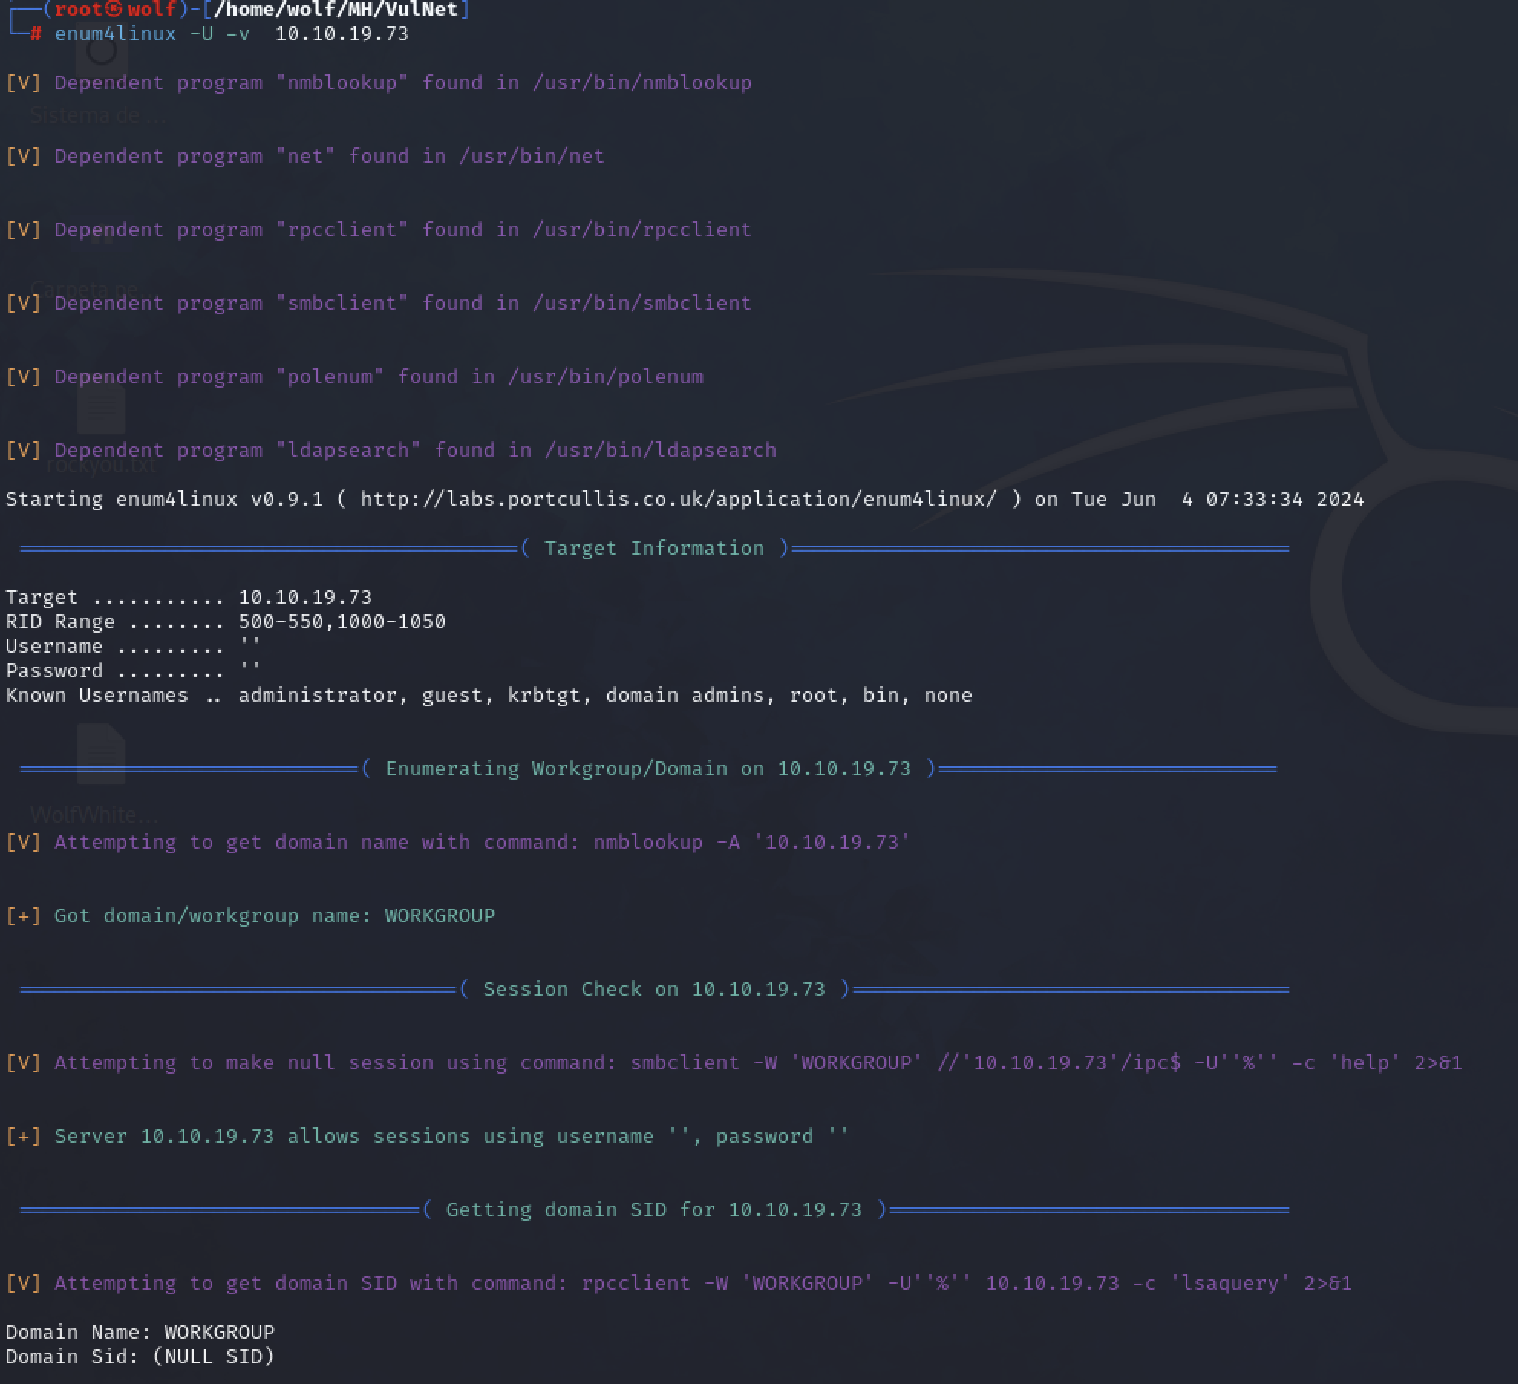 ┌──(root㉿wolf)-[/home/wolf/MH/VulNet]
└─# enum4linux -U -v  10.10.19.73
[V] Dependent program "nmblookup" found in /usr/bin/nmblookup
Sistema de ...
[V] Dependent program "net" found in /usr/bin/net
[V] Dependent program "rpcclient" found in /usr/bin/rpcclient
Carpeta pe...
[V] Dependent program "smbclient" found in /usr/bin/smbclient
[V] Dependent program "polenum" found in /usr/bin/polenum
[V] Dependent program "ldapsearch" found in /usr/bin/ldapsearch
rockyou.txt
Starting enum4linux v0.9.1 ( http://labs.portcullis.co.uk/application/enum4linux/ ) on Tue Jun  4 07:33:34 2024
( Target Information )
Target ........... 10.10.19.73
RID Range ........ 500-550,1000-1050
Username ......... ''
Password ......... ''
Known Usernames .. administrator, guest, krbtgt, domain admins, root, bin, none
( Enumerating Workgroup/Domain on 10.10.19.73 )
WolfWhite...
[V] Attempting to get domain name with command: nmblookup -A '10.10.19.73'
[+] Got domain/workgroup name: WORKGROUP
( Session Check on 10.10.19.73 )
[V] Attempting to make null session using command: smbclient -W 'WORKGROUP' //'10.10.19.73'/ipc$ -U''%'' -c 'help' 2>&1
[+] Server 10.10.19.73 allows sessions using username '', password ''
( Getting domain SID for 10.10.19.73 )
[V] Attempting to get domain SID with command: rpcclient -W 'WORKGROUP' -U''%'' 10.10.19.73 -c 'lsaquery' 2>&1
Domain Name: WORKGROUP
Domain Sid: (NULL SID)